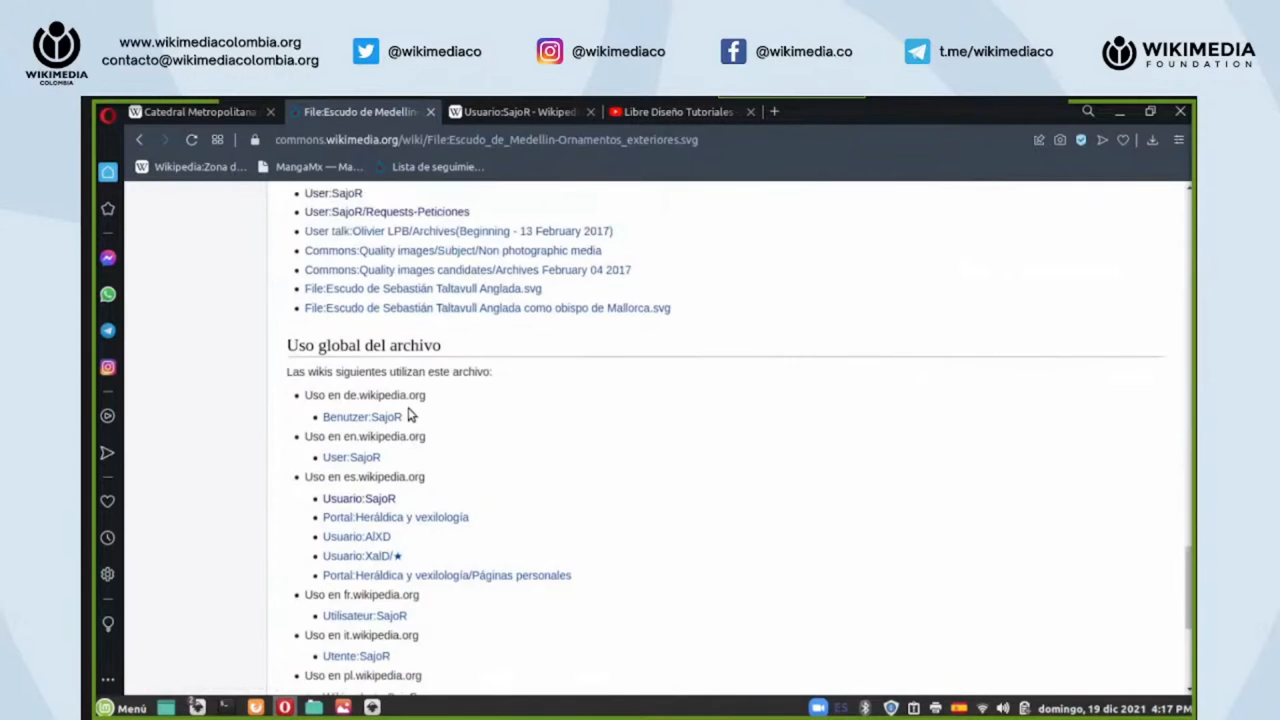 WIKIMEDIA
COLOMBIA
www.wikimediacolombia.org
contacto@wikimediacolombia.org
@wikimediaco
@wikimediaco
@wikimedia.co
t.me/wikimediaco
WIKIMEDIA
FOUNDATION
Catedral Metropolitana
File:Escudo de Medellin-
Usuario:SajoR - Wikiped
Libre Diseño Tutoriales
commons.wikimedia.org/wiki/File:Escudo_de_Medellin-Ornamentos_exteriores.svg
Wikipedia:Zona d...
MangaMx — Ma...
Lista de seguimie...
User:SajoR
User:SajoR/Requests-Peticiones
User talk:Olivier LPB/Archives(Beginning - 13 February 2017)
Commons:Quality images/Subject/Non photographic media
Commons:Quality images candidates/Archives February 04 2017
File:Escudo de Sebastián Taltavull Anglada.svg
File:Escudo de Sebastián Taltavull Anglada como obispo de Mallorca.svg
Uso global del archivo
Las wikis siguientes utilizan este archivo:
Uso en de.wikipedia.org
Benutzer:SajoR
Uso en en.wikipedia.org
User:SajoR
Uso en es.wikipedia.org
Usuario:SajoR
Portal:Heráldica y vexilología
Usuario:AlXD
Usuario:XalD/★
Portal:Heráldica y vexilología/Páginas personales
Uso en fr.wikipedia.org
Utilisateur:SajoR
Uso en it.wikipedia.org
Utente:SajoR
Uso en pl.wikipedia.org
Menú
ES
domingo, 19 dic 2021
4:17 PM